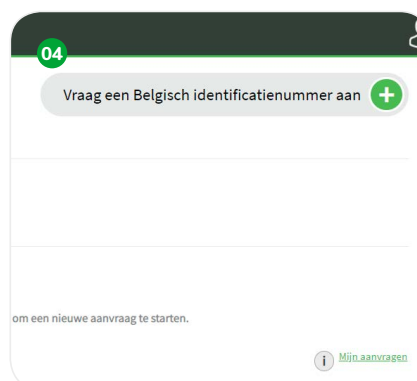 04
Vraag een Belgisch identificatienummer aan
om een nieuwe aanvraag te starten.
i Mijn aanvragen